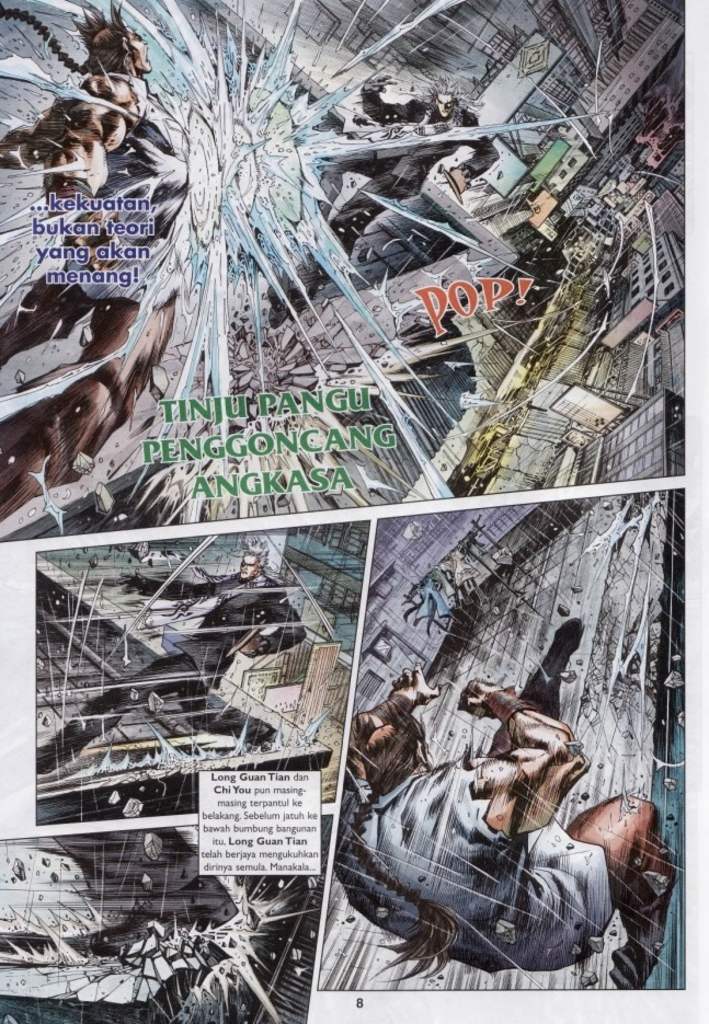 ...kekuatan,
bukan teori
yang akan
menang!
POP!
TINJU PANGU
PENGGONCANG
ANGKASA
Long Guan Tian dan
Chi You pun masing-
masing terpantul ke
belakang. Sebelum jatuh ke
bawah bumbung bangunan
itu, Long Guan Tian
telah berjaya mengukuhkan
dirinya semula. Manakala...
8